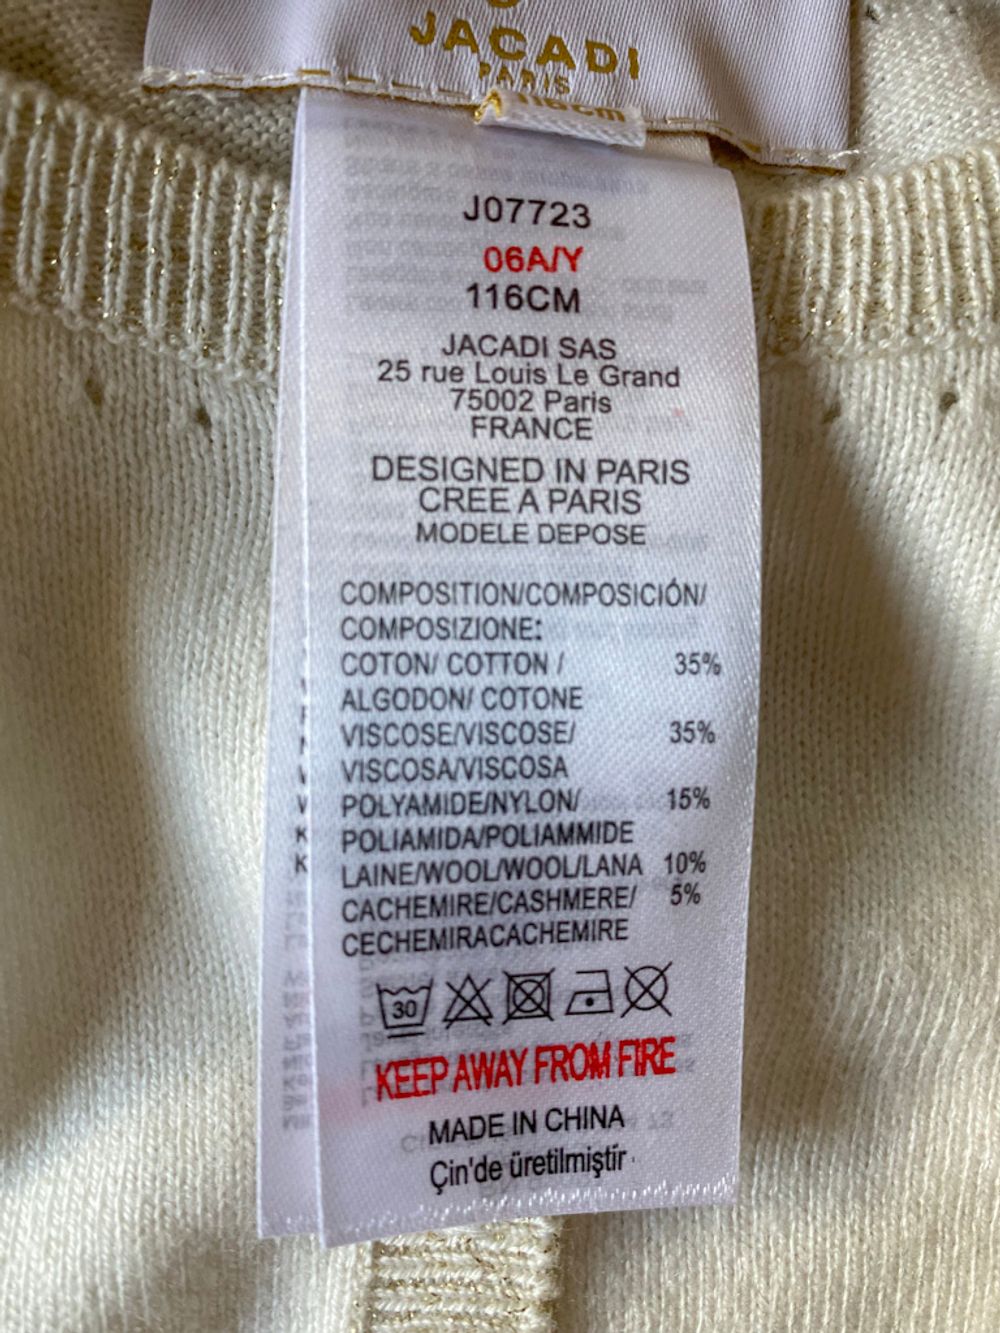 JACADI
PARIS
116cm
J07723
06A/Y
116CM
JACADI SAS
25 rue Louis Le Grand
75002 Paris
FRANCE
DESIGNED IN PARIS
CREE A PARIS
MODELE DEPOSE
COMPOSITION/COMPOSICIÓN/
COMPOSIZIONE:
COTON/ COTTON / 35%
ALGODON/ COTONE
VISCOSE/VISCOSE/ 35%
VISCOSA/VISCOSA
POLYAMIDE/NYLON/ 15%
POLIAMIDA/POLIAMMIDE
LAINE/WOOL/WOOL/LANA 10%
CACHEMIRE/CASHMERE/ 5%
CECHEMIRACACHEMIRE
30
KEEP AWAY FROM FIRE
MADE IN CHINA
Çin'de üretilmiştir